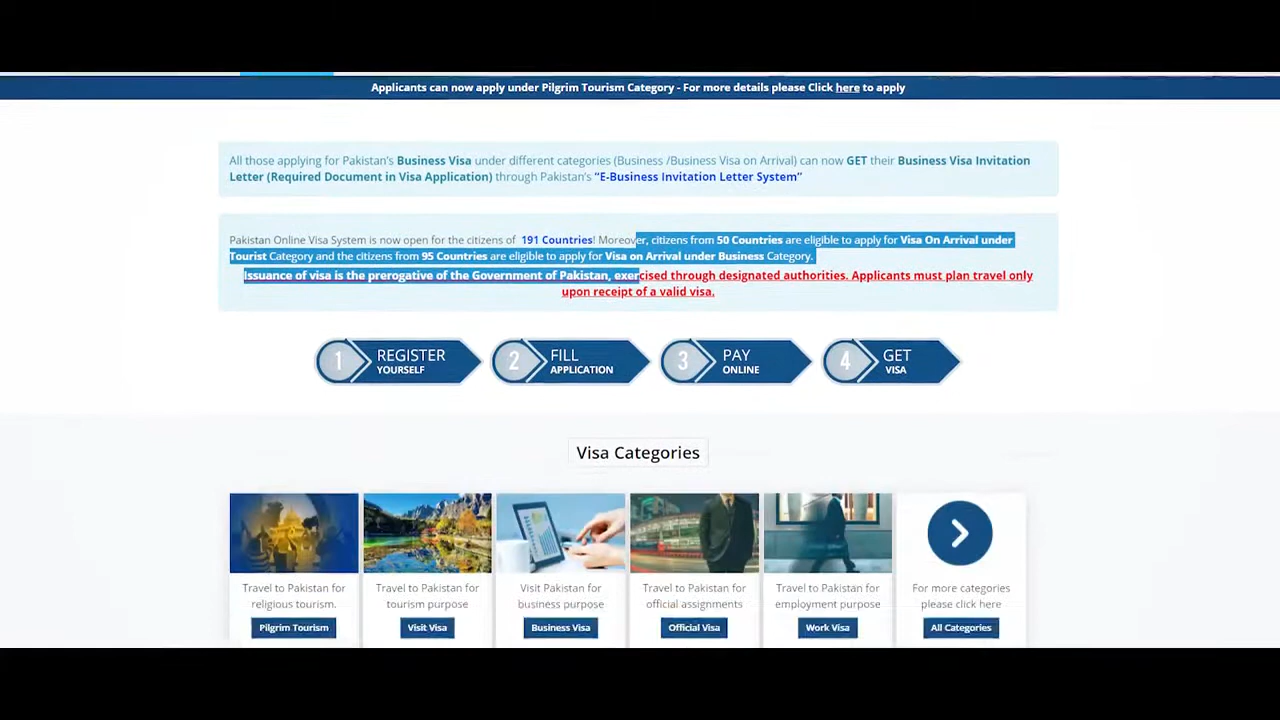 Applicants can now apply under Pilgrim Tourism Category - For more details please Click here to apply
All those applying for Pakistan's Business Visa under different categories (Business /Business Visa on Arrival) can now GET their Business Visa Invitation
Letter (Required Document in Visa Application) through Pakistan's "E-Business Invitation Letter System"
Pakistan Online Visa System is now open for the citizens of 191 Countries! Moreover, citizens from 50 Countries are eligible to apply for Visa On Arrival under
Tourist Category and the citizens from 95 Countries are eligible to apply for Visa on Arrival under Business Category.
Issuance of visa is the prerogative of the Government of Pakistan, exercised through designated authorities. Applicants must plan travel only
upon receipt of a valid visa.
1 REGISTER
YOURSELF
2 FILL
APPLICATION
3 PAY
ONLINE
4 GET
VISA
Visa Categories
Travel to Pakistan for
religious tourism.
Pilgrim Tourism
Travel to Pakistan for
tourism purpose
Visit Visa
Visit Pakistan for
business purpose
Business Visa
Travel to Pakistan for
official assignments
Official Visa
Travel to Pakistan for
employment purpose
Work Visa
For more categories
please click here
All Categories